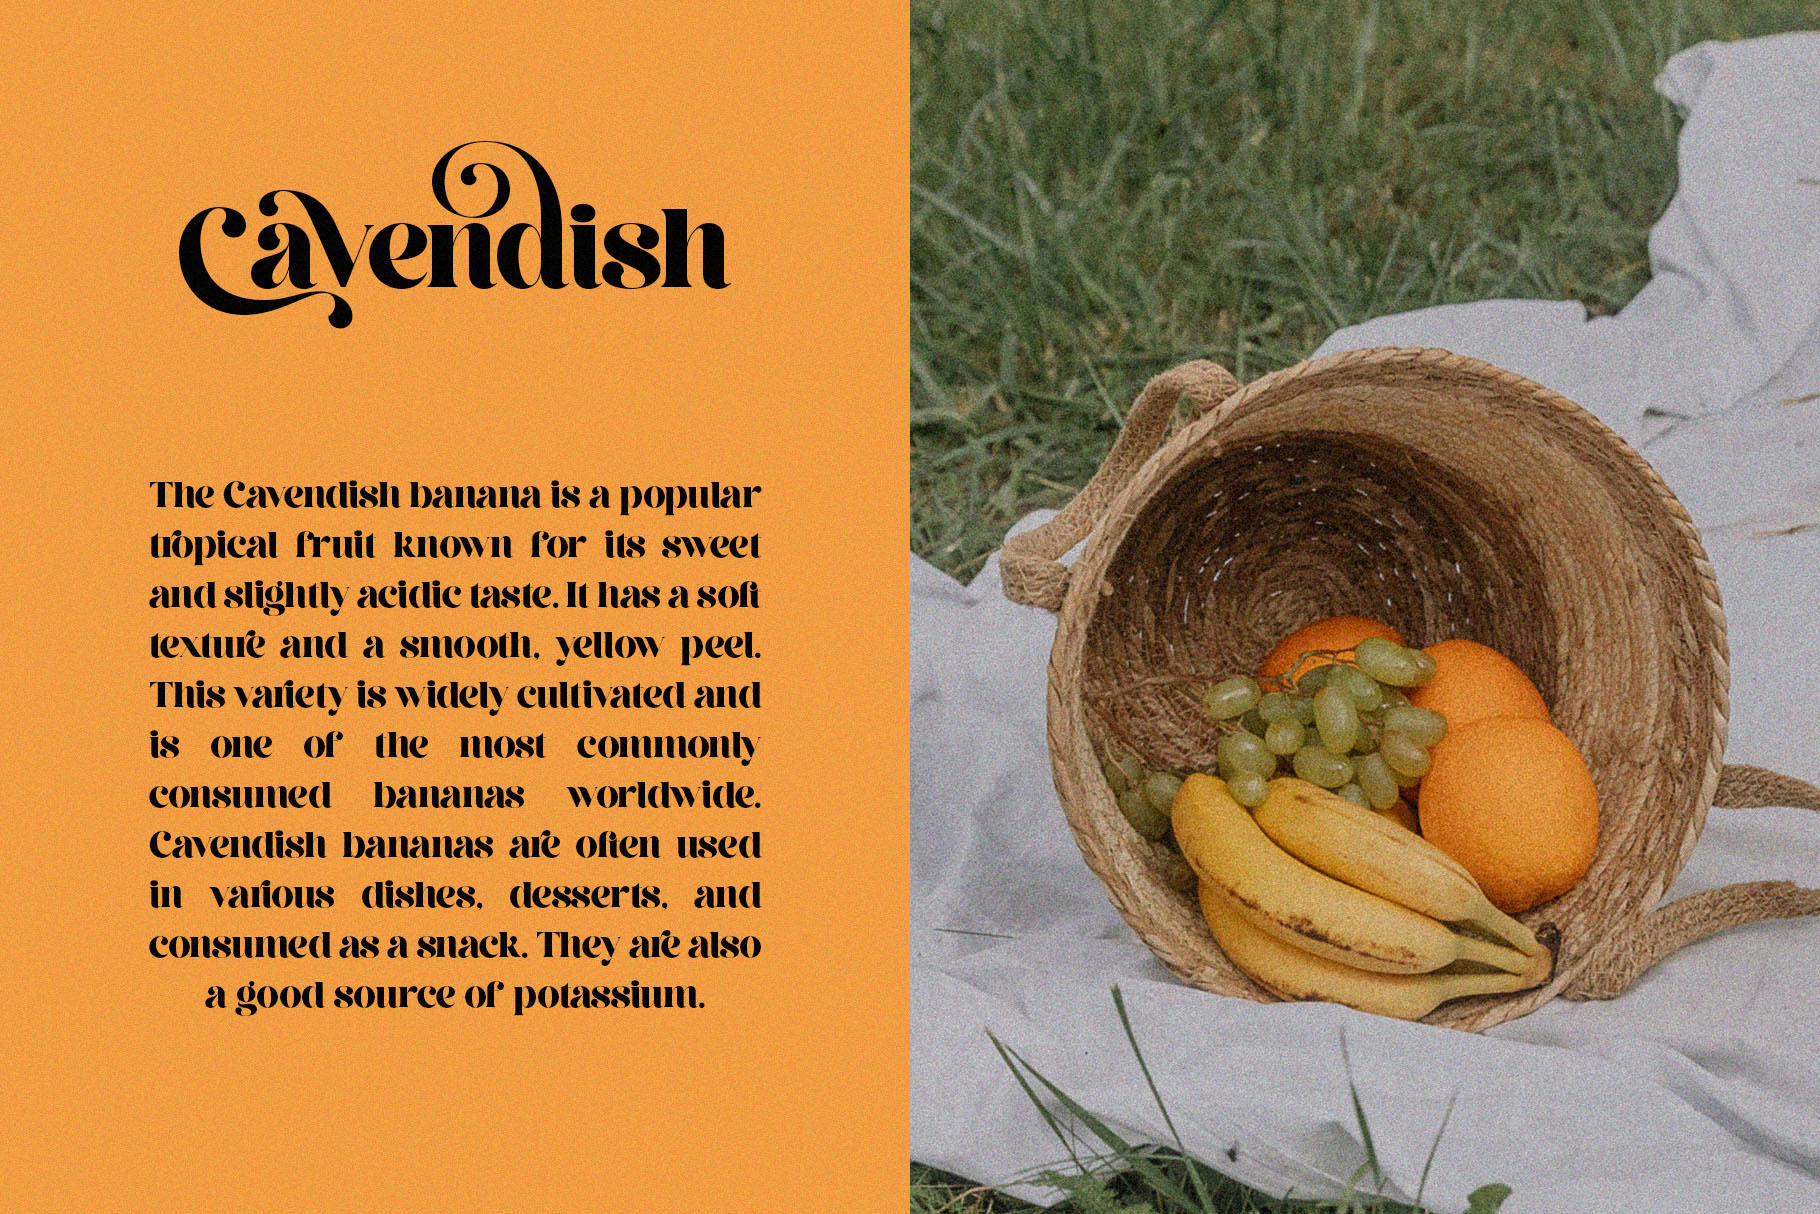 Cavendish
The Cavendish banana is a popular
tropical fruit known for its sweet
and slightly acidic taste. It has a soft
texture and a smooth, yellow peel.
This variety is widely cultivated and
is one of the most commonly
consumed bananas worldwide.
Cavendish bananas are often used
in various dishes, desserts, and
consumed as a snack. They are also
a good source of potassium.